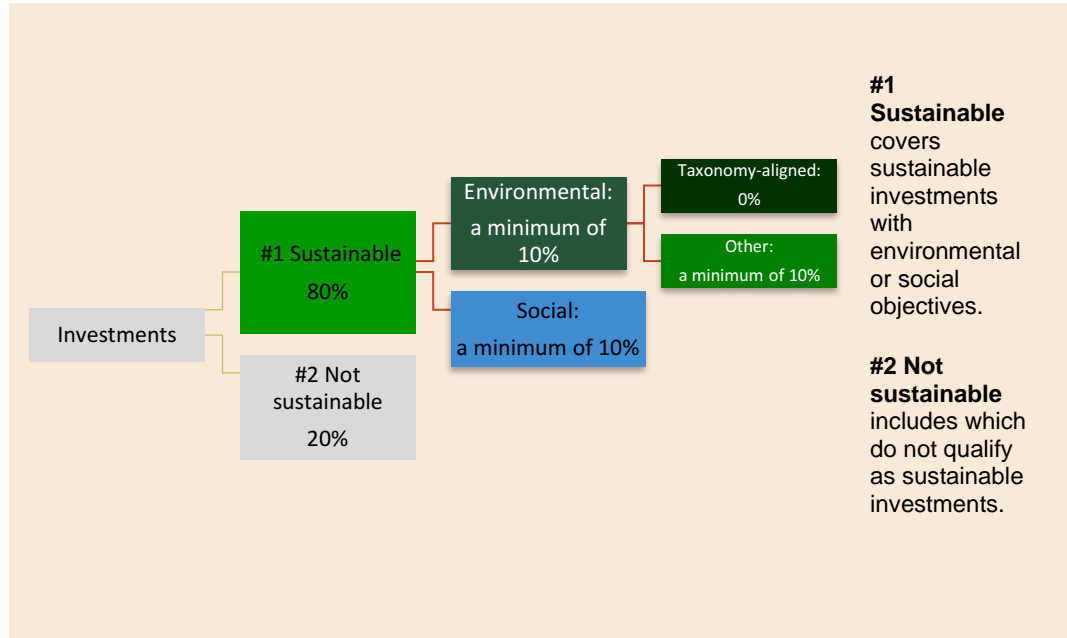 Investments
#1 Sustainable
80%
#2 Not
sustainable
20%
Environmental:
a minimum of
10%
Social:
a minimum of 10%
Taxonomy-aligned:
0%
Other:
a minimum of 10%
#1
Sustainable
covers
sustainable
investments
with
environmental
or social
objectives.
#2 Not
sustainable
includes which
do not qualify
as sustainable
investments.